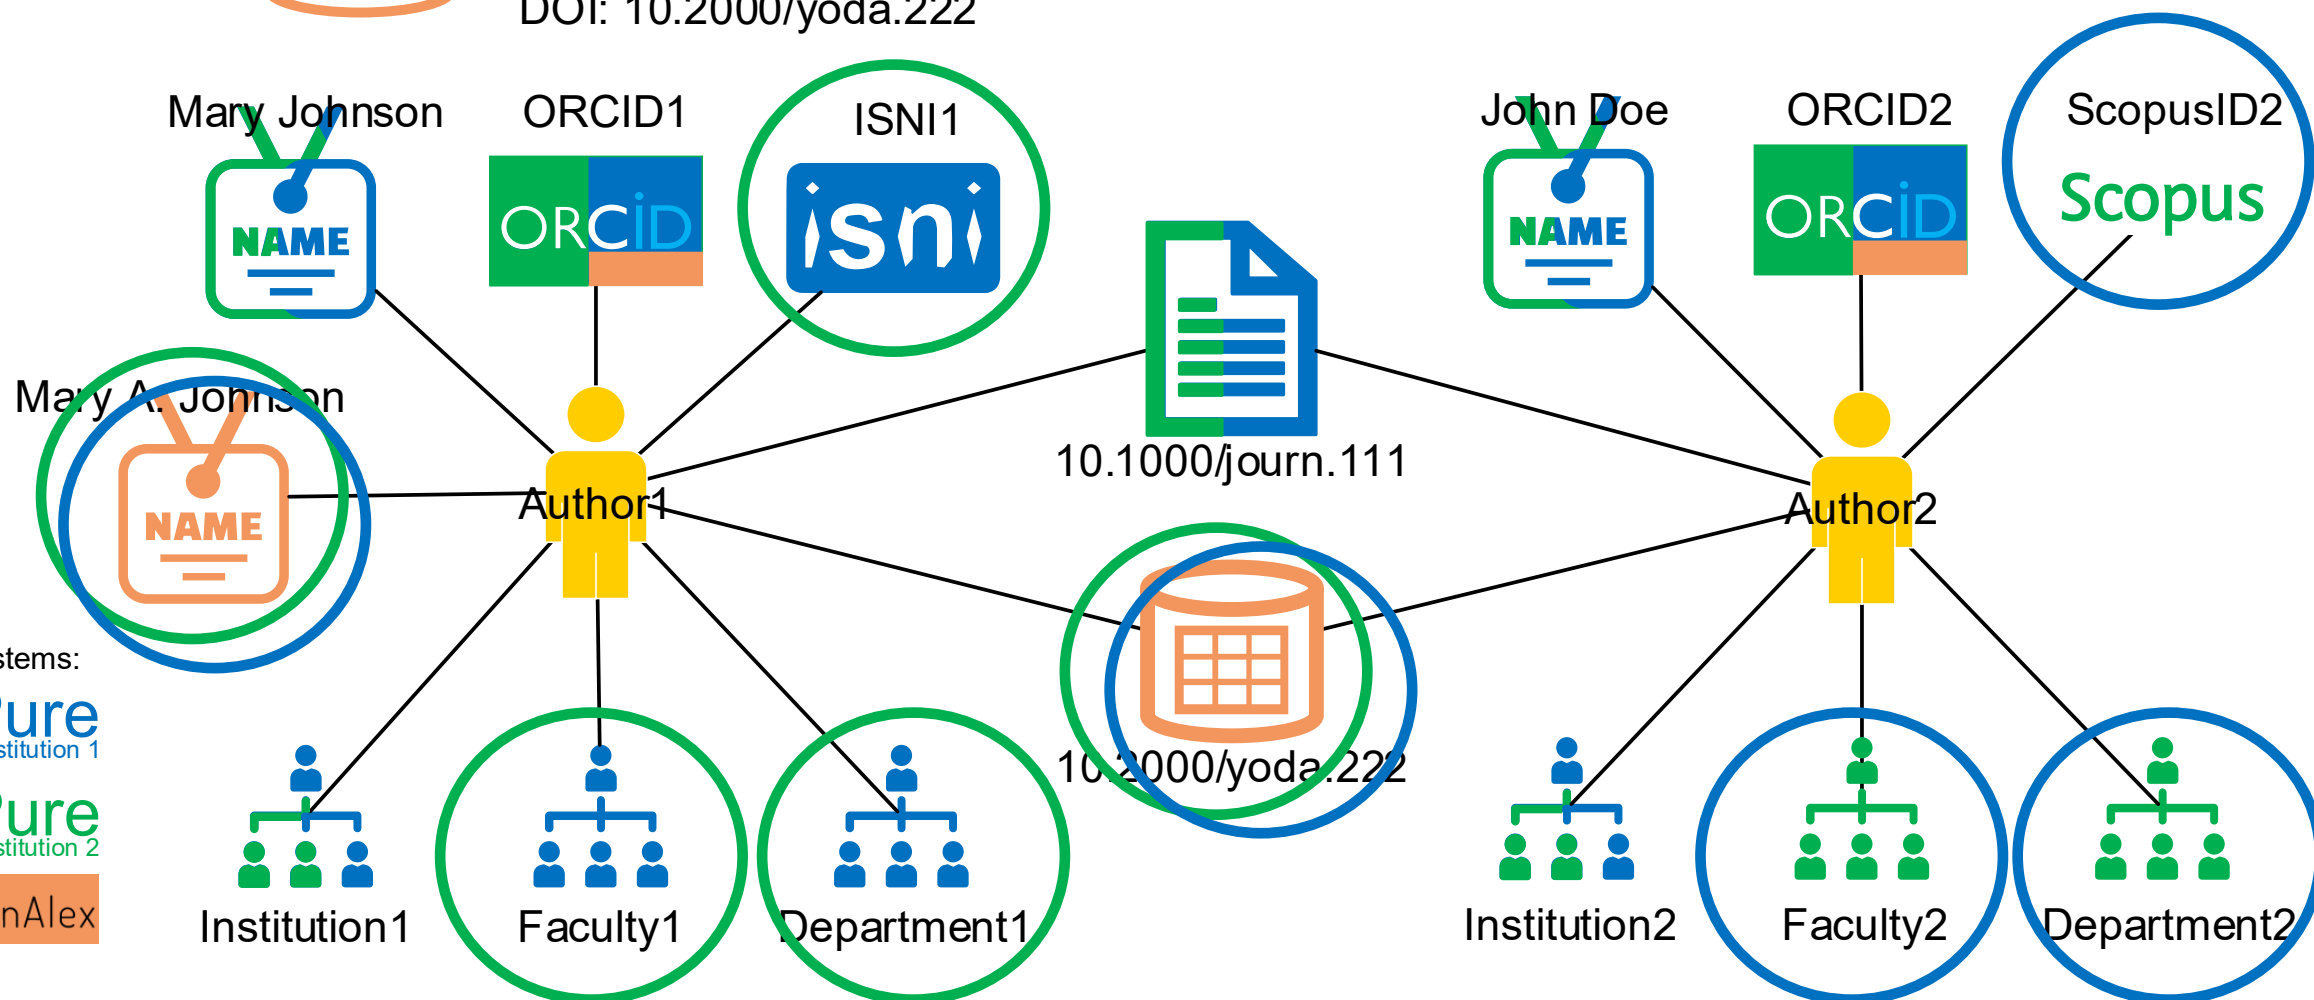 DOI: 10.2000/yoda.222
Mary Johnson
ORCID1
ISNI1
John Doe
ORCID2
ScopusID2
NAME
ORCID
isni
NAME
ORCID
Scopus
Mary A. Johnson
NAME
10.1000/journ.111
Author1
Author2
stems:
Pure
stitution 1
10.2000/yoda.222
Pure
stitution 2
nAlex
Institution1
Faculty1
Department1
Institution2
Faculty2
Department2